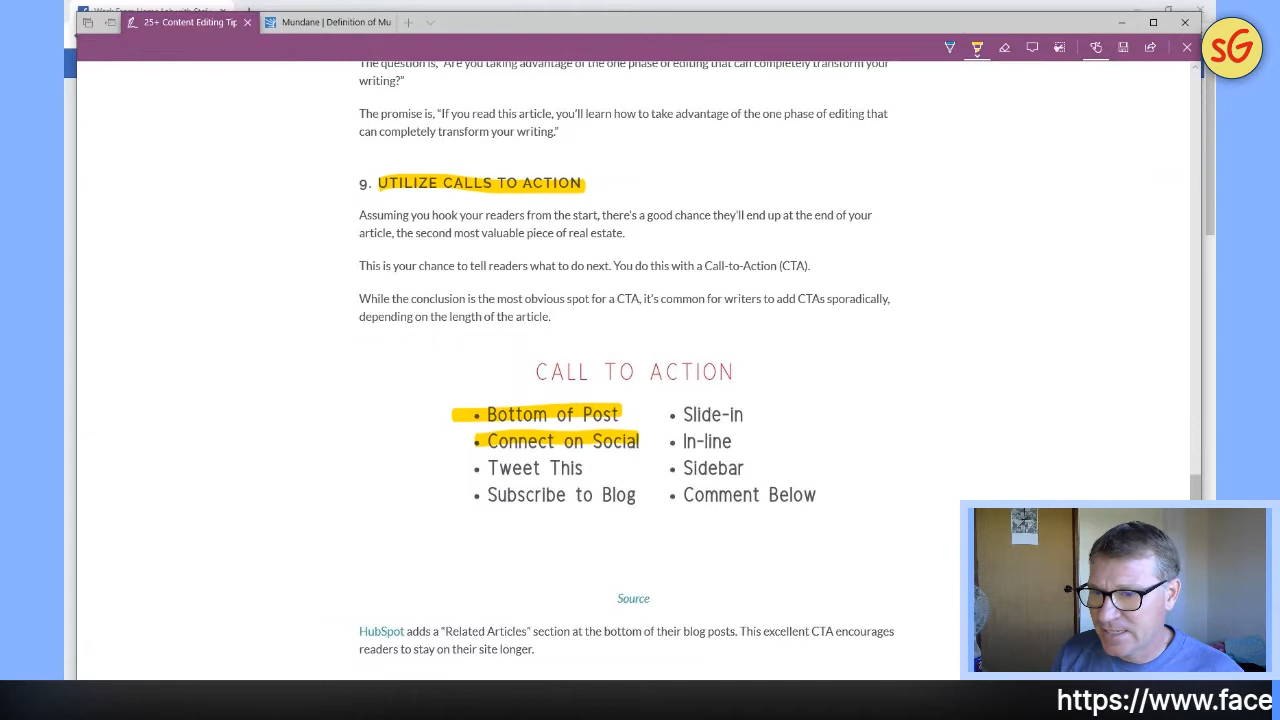 25+ Content Editing Tip
Mundane | Definition of Mu
sG
The question is, "Are you taking advantage of the one phase of editing that can completely transform your
writing?"
The promise is, "If you read this article, you'll learn how to take advantage of the one phase of editing that
can completely transform your writing."
9. UTILIZE CALLS TO ACTION
Assuming you hook your readers from the start, there's a good chance they'll end up at the end of your
article, the second most valuable piece of real estate.
This is your chance to tell readers what to do next. You do this with a Call-to-Action (CTA).
While the conclusion is the most obvious spot for a CTA, it's common for writers to add CTAs sporadically,
depending on the length of the article.
CALL TO ACTION
• Bottom of Post
• Connect on Social
• Tweet This
• Subscribe to Blog
• Slide-in
• In-line
• Sidebar
• Comment Below
Source
HubSpot adds a "Related Articles" section at the bottom of their blog posts. This excellent CTA encourages
readers to stay on their site longer.
https://www.face